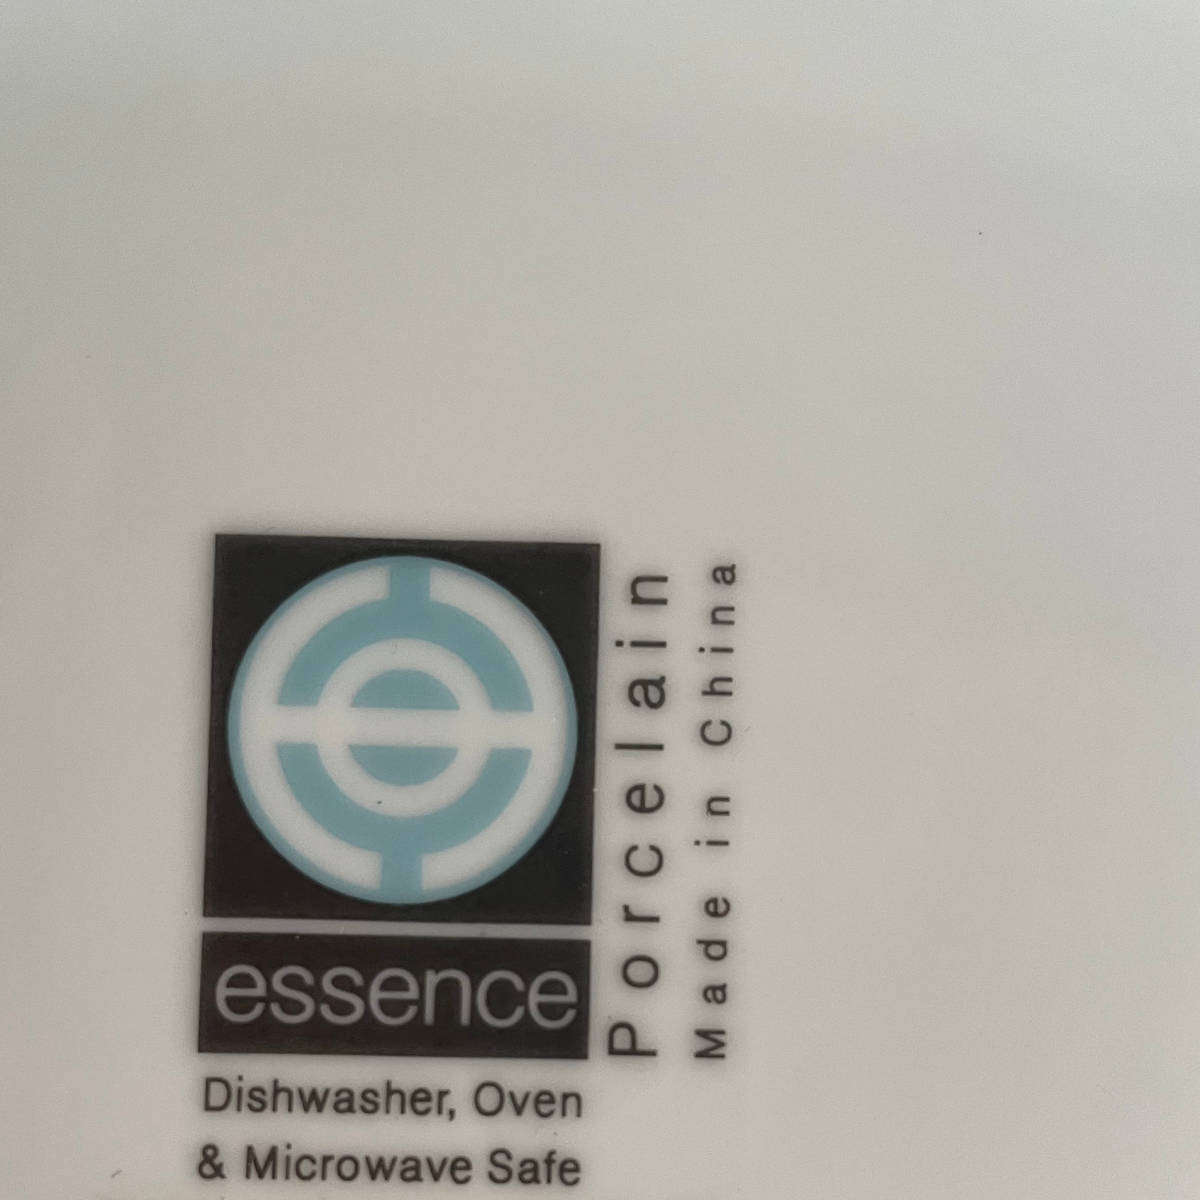 essence
Dishwasher, Oven
& Microwave Safe
Porcelain
Made in China